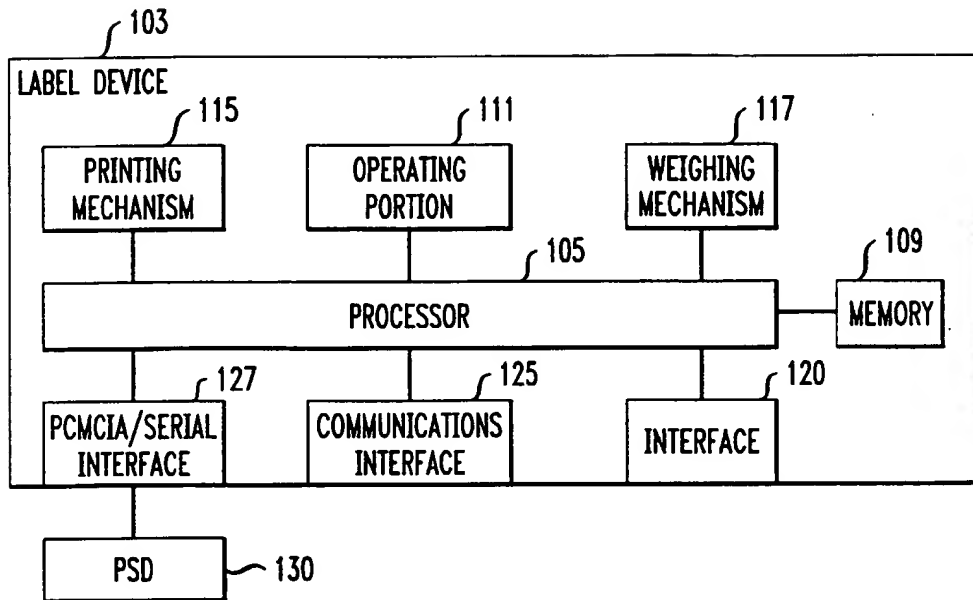 103
LABEL DEVICE
115
111
117
PRINTING
MECHANISM
OPERATING
PORTION
WEIGHING
MECHANISM
105
109
PROCESSOR
MEMORY
127
125
120
PCMCIA/SERIAL
INTERFACE
COMMUNICATIONS
INTERFACE
INTERFACE
PSD
130